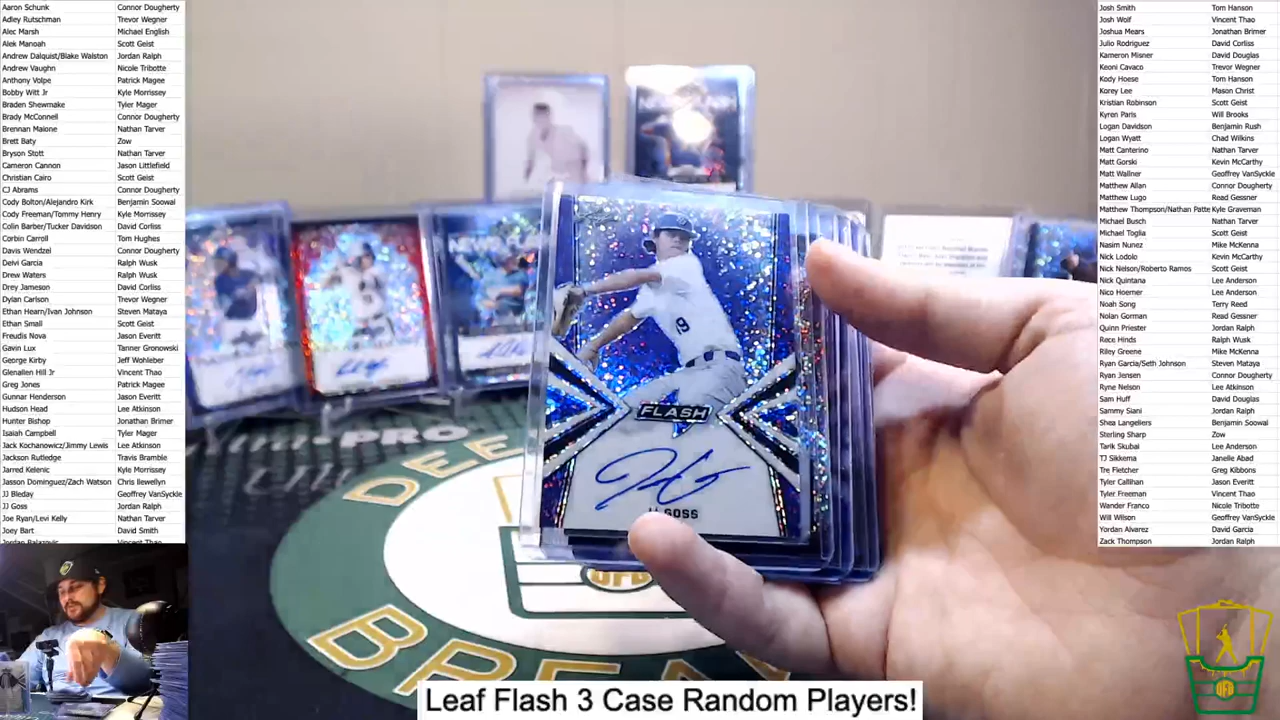 Aaron Schunk Connor Dougherty
Adley Rutschman Trevor Wegner
Alec Marsh Michael English
Alek Manoah Scott Geist
Andrew Dalquist/Blake Walston Jordan Ralph
Andrew Vaughn Nicole Tribotte
Anthony Volpe Patrick Magee
Bobby Witt Jr Kyle Morrissey
Braden Shewmake Tyler Mager
Brady McConnell Connor Dougherty
Brennan Malone Nathan Tarver
Brett Baty Zow
Bryson Stott Nathan Tarver
Cameron Cannon Jason Littlefield
Christian Cairo Scott Geist
CJ Abrams Connor Dougherty
Cody Bolton/Alejandro Kirk Benjamin Soowal
Cody Freeman/Tommy Henry Kyle Morrissey
Colin Barber/Tucker Davidson David Corliss
Corbin Carroll Tom Hughes
Davis Wendzel Connor Dougherty
Deivi Garcia Ralph Wusk
Drew Waters Ralph Wusk
Drey Jameson David Corliss
Dylan Carlson Trevor Wegner
Ethan Hearn/Ivan Johnson Steven Mataya
Ethan Small Scott Geist
Freudis Nova Jason Everitt
Gavin Lux Tanner Gronowski
George Kirby Jeff Wohleber
Glenallen Hill Jr Vincent Thao
Greg Jones Patrick Magee
Gunnar Henderson Jason Everitt
Hudson Head Lee Atkinson
Hunter Bishop Jonathan Brimer
Isaiah Campbell Tyler Mager
Jack Kochanowicz/Jimmy Lewis Lee Atkinson
Jackson Rutledge Travis Bramble
Jarred Kelenic Kyle Morrissey
Jasson Dominguez/Zach Watson Chris llewellyn
JJ Bleday Geoffrey VanSyckle
JJ Goss Jordan Ralph
Joe Ryan/Levi Kelly Nathan Tarver
Joey Bart David Smith
Jordan Balazovic Vincent Thao
Josh Smith Tom Hanson
Josh Wolf Vincent Thao
Joshua Mears Jonathan Brimer
Julio Rodriguez David Corliss
Kameron Misner David Douglas
Keoni Cavaco Trevor Wegner
Kody Hoese Tom Hanson
Korey Lee Mason Christ
Kristian Robinson Scott Geist
Kyren Paris Will Brooks
Logan Davidson Benjamin Rush
Logan Wyatt Chad Wilkins
Matt Canterino Nathan Tarver
Matt Gorski Kevin McCarthy
Matt Wallner Geoffrey VanSyckle
Matthew Allan Connor Dougherty
Matthew Lugo Read Gessner
Matthew Thompson/Nathan Patte Kyle Graveman
Michael Busch Nathan Tarver
Michael Toglia Scott Geist
Nasim Nunez Mike McKenna
Nick Lodolo Kevin McCarthy
Nick Nelson/Roberto Ramos Scott Geist
Nick Quintana Lee Anderson
Nico Hoerner Lee Anderson
Noah Song Terry Reed
Nolan Gorman Read Gessner
Quinn Priester Jordan Ralph
Rece Hinds Ralph Wusk
Riley Greene Mike McKenna
Ryan Garcia/Seth Johnson Steven Mataya
Ryan Jensen Connor Dougherty
Ryne Nelson Lee Atkinson
Sam Huff David Douglas
Sammy Siani Jordan Ralph
Shea Langeliers Benjamin Soowal
Sterling Sharp Zow
Tarik Skubal Lee Anderson
TJ Sikkema Janelle Abad
Tre Fletcher Greg Kibbons
Tyler Callihan Jason Everitt
Tyler Freeman Vincent Thao
Wander Franco Nicole Tribotte
Will Wilson Geoffrey VanSyckle
Yordan Alvarez David Garcia
Zack Thompson Jordan Ralph
19
FLASH
JJ GOSS
UFD
BRE
UFD
Leaf Flash 3 Case Random Players!